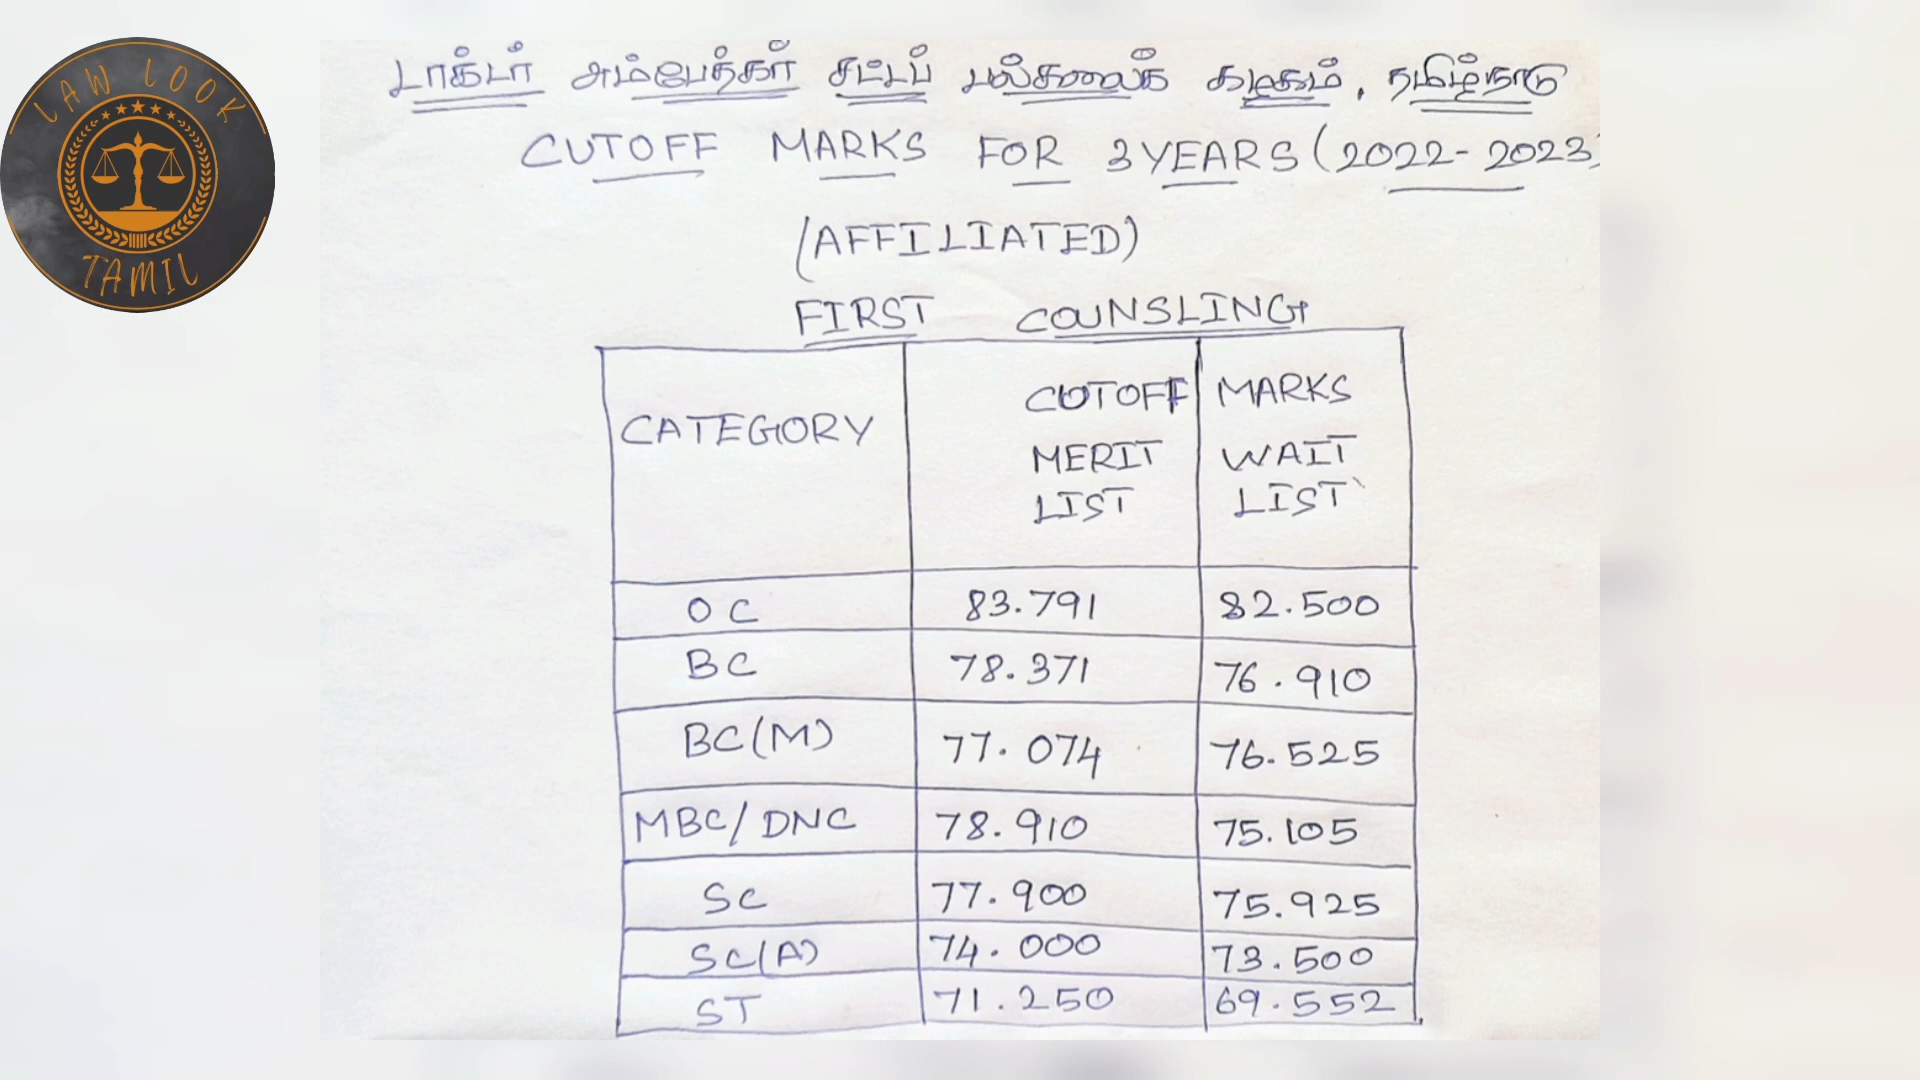 LAW LOOK
TAMIL
டாக்டர் அம்பேத்கர் சட்டப் பல்கலைக் கழகம், தமிழ்நாடு
CUTOFF MARKS FOR 3YEARS (2022-2023)
(AFFILIATED)
FIRST COUNSLING
CATEGORY
CUTOFF MARKS
MERIT LIST
WAIT LIST
OC 83.791 82.500
BC 78.371 76.910
BC(M) 77.074 76.525
MBC/DNC 78.910 75.105
SC 77.900 75.925
SC(A) 74.000 73.500
ST 71.250 69.552